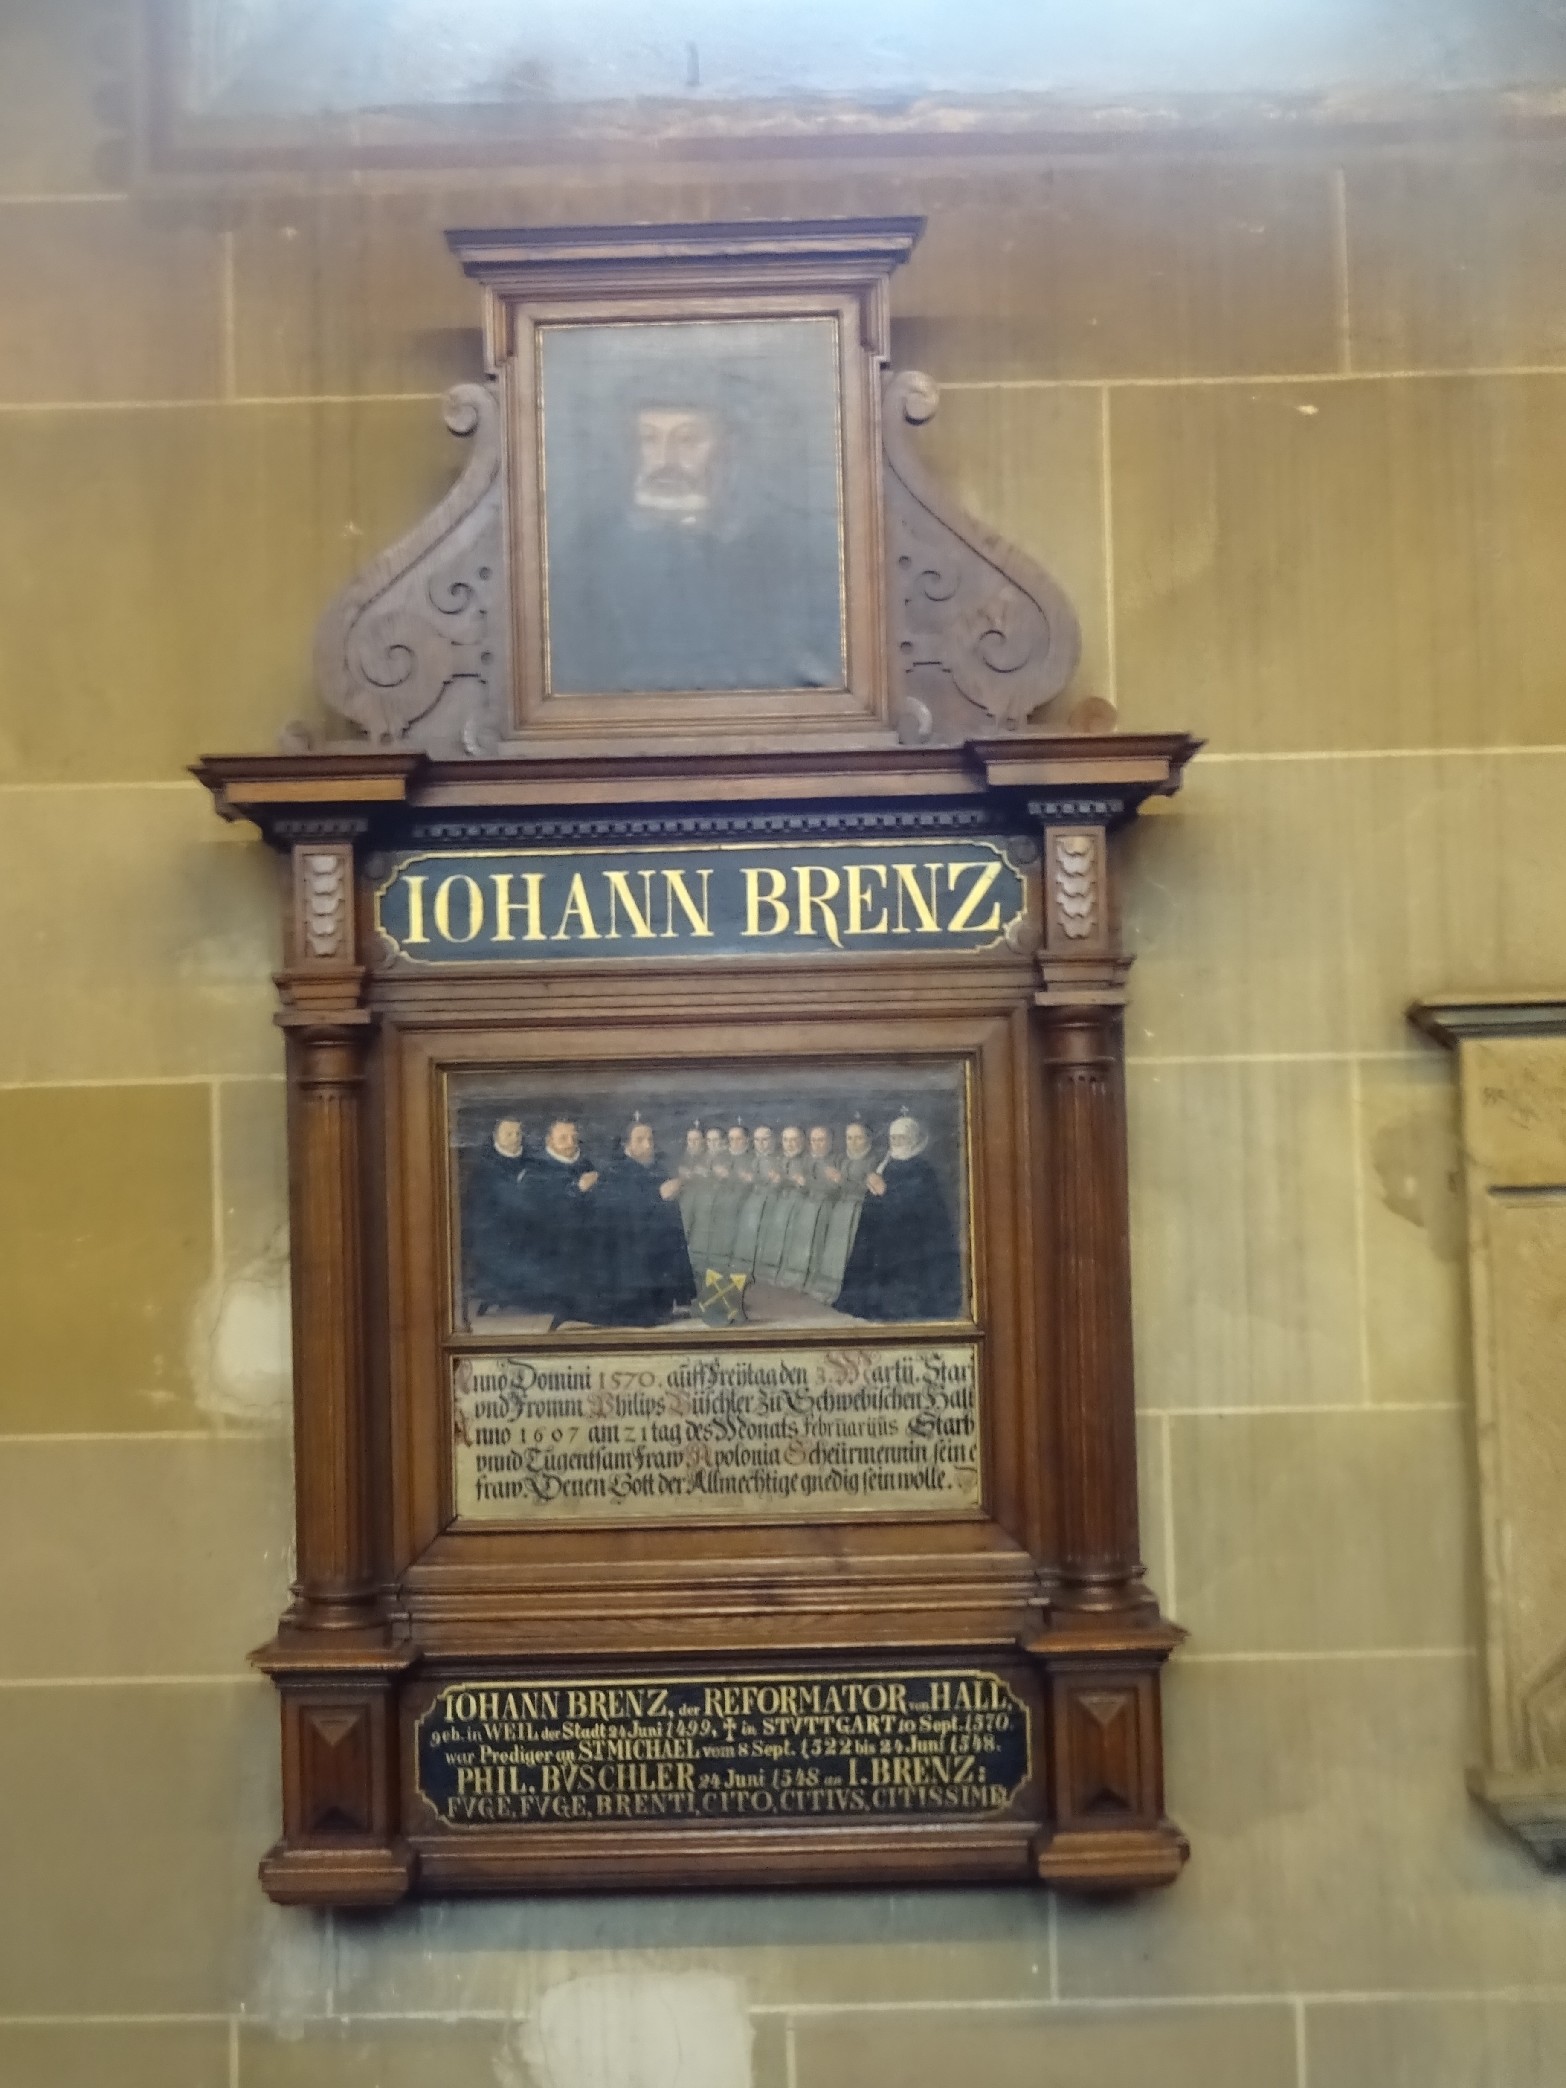 IOHANN BRENZ
Anno Domini 1570. auff Freijtag den 3. Martij. Starb
vnd Fromm Philips Büschler zu Schwebischen Hall
Anno 1607 am 21 tag des Monats februarijus Starb
vnnd Tugentsam Fraw Apolonia Scheürmennin sein e
fraw. Denen Gott der Allmechtige gnedig sein wolle.
IOHANN BRENZ, der REFORMATOR von HALL,
geb. in WEIL der Stadt 24 Juni 1499, † in STVTTGART 10 Sept. 1570.
war Prediger an ST MICHAEL vom 8 Sept. 1522 bis 24 Juni 1548.
PHIL. BVSCHLER 24 Juni 1548 an I. BRENZ:
FVGE, FVGE, BRENTI, CITO, CITIVS, CITISSIME